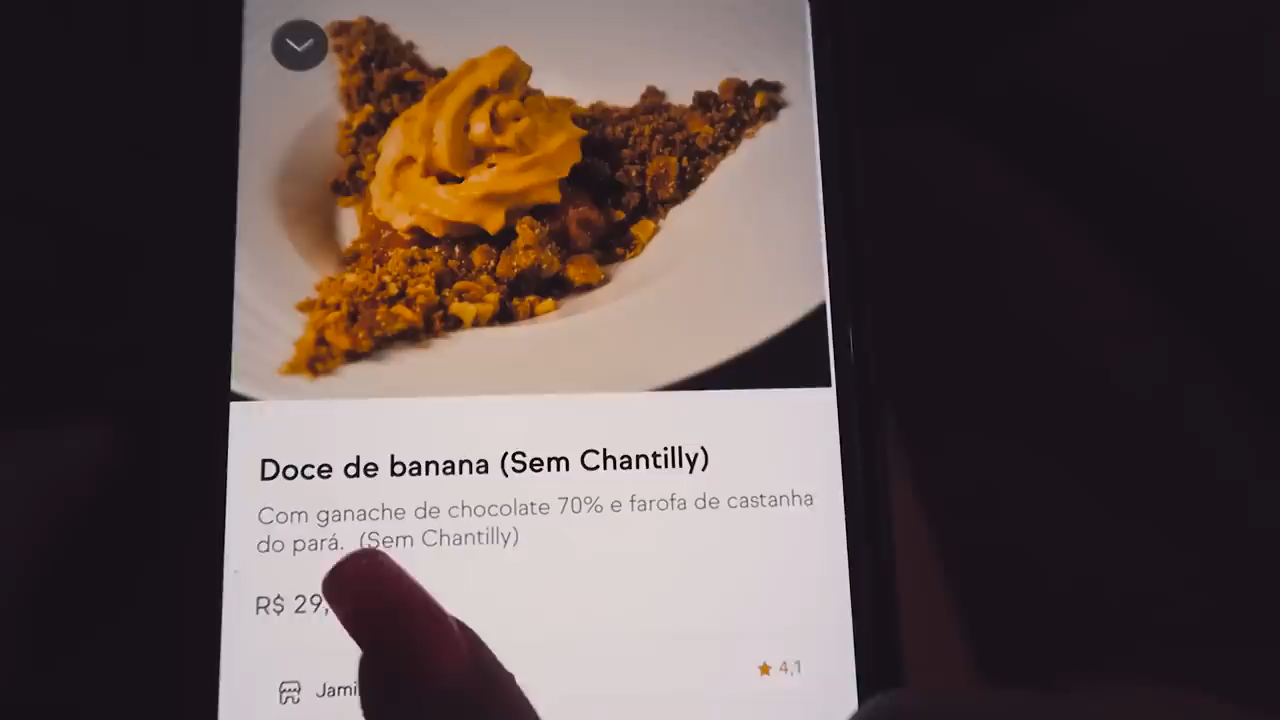 Doce de banana (Sem Chantilly)
Com ganache de chocolate 70% e farofa de castanha
do pará. (Sem Chantilly)
R$ 29,
4,1